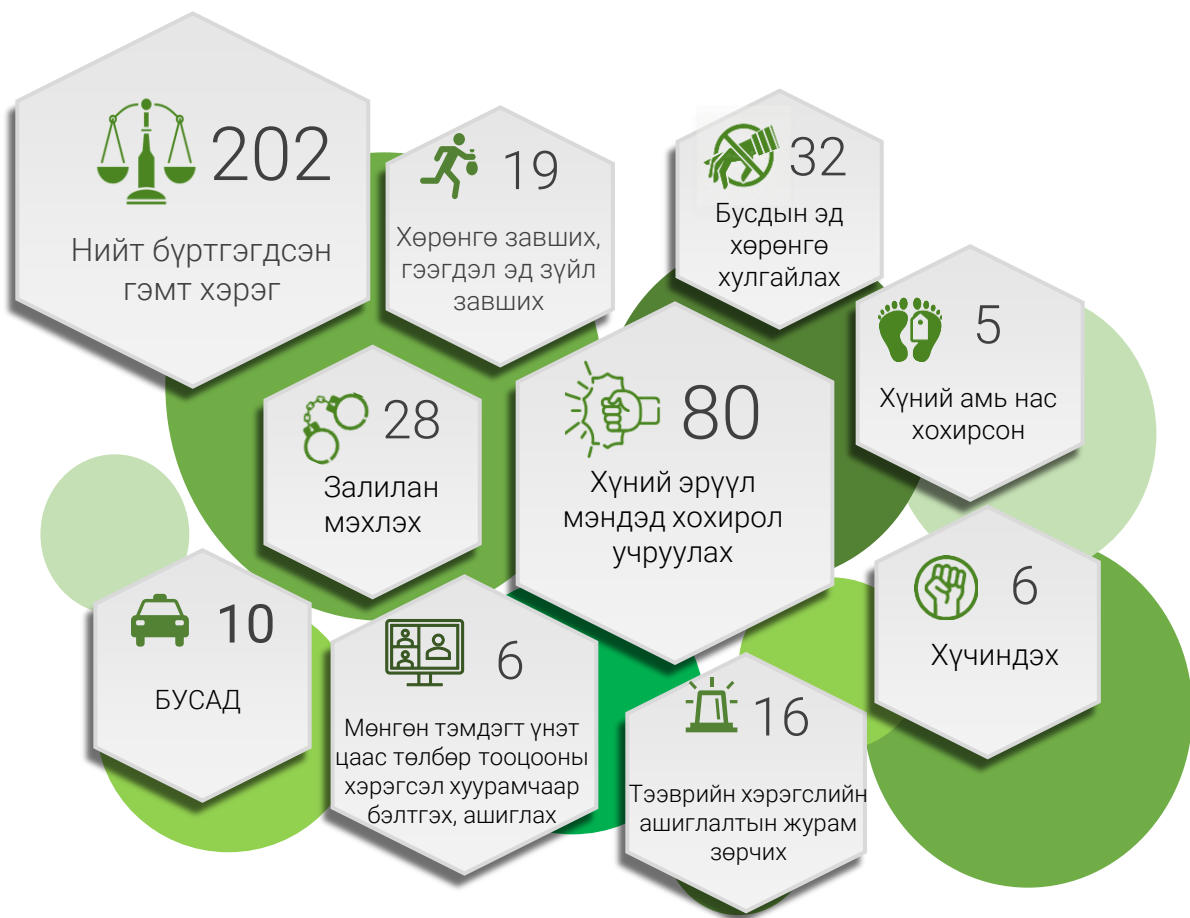 202
Нийт бүртгэгдсэн
гэмт хэрэг
19
Хөрөнгө завших,
гээгдэл эд зүйл
завших
32
Бусдын эд
хөрөнгө
хулгайлах
5
Хүний амь нас
хохирсон
28
Залилан
мэхлэх
80
Хүний эрүүл
мэндэд хохирол
учруулах
10
БУСАД
6
Мөнгөн тэмдэгт үнэт
цаас төлбөр тооцооны
хэрэгсэл хуурамчаар
бэлтгэх, ашиглах
16
Тээврийн хэрэгслийн
ашиглалтын журам
зөрчих
6
Хүчиндэх